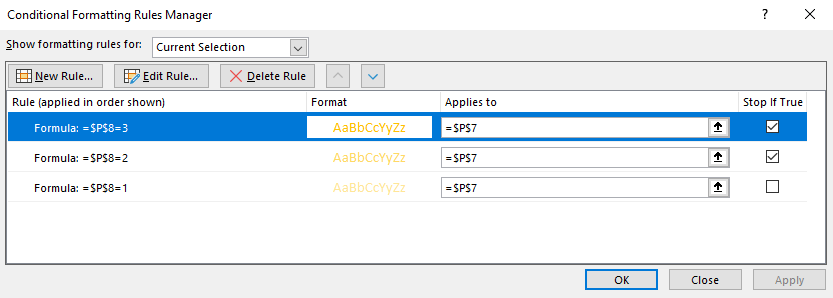 Conditional Formatting Rules Manager
?
Show formatting rules for: Current Selection
New Rule... Edit Rule... Delete Rule
Rule (applied in order shown) Format Applies to Stop If True
Formula: =$P$8=3 AaBbCcYyZz =$P$7
Formula: =$P$8=2 AaBbCcYyZz =$P$7
Formula: =$P$8=1 AaBbCcYyZz =$P$7
OK Close Apply